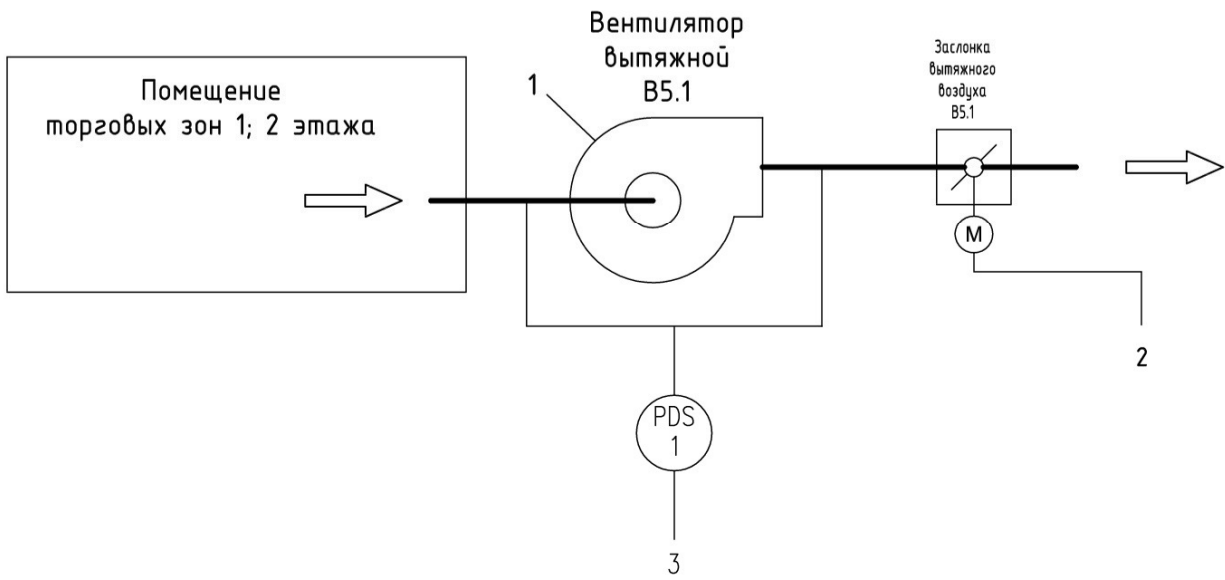 Помещение
торговых зон 1; 2 этажа
1
Вентилятор
вытяжной
В5.1
Заслонка
вытяжного
воздуха
В5.1
М
2
PDS
1
3